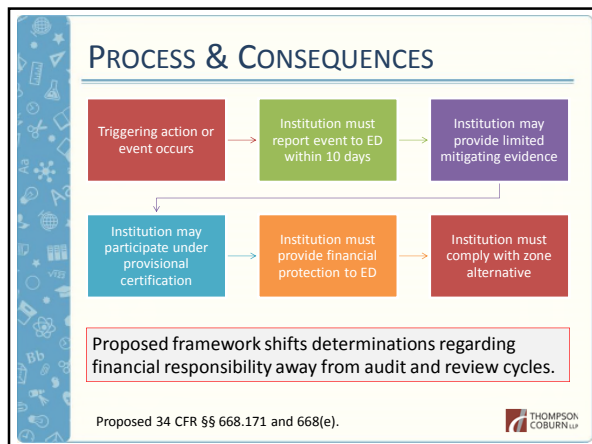 PROCESS & CONSEQUENCES
Triggering action or
event occurs
Institution must
report event to ED
within 10 days
Institution may
provide limited
mitigating evidence
Institution may
participate under
provisional
certification
Institution must
provide financial
protection to ED
Institution must
comply with zone
alternative
Proposed framework shifts determinations regarding
financial responsibility away from audit and review cycles.
Proposed 34 CFR §§ 668.171 and 668(e).
THOMPSON
COBURN LLP